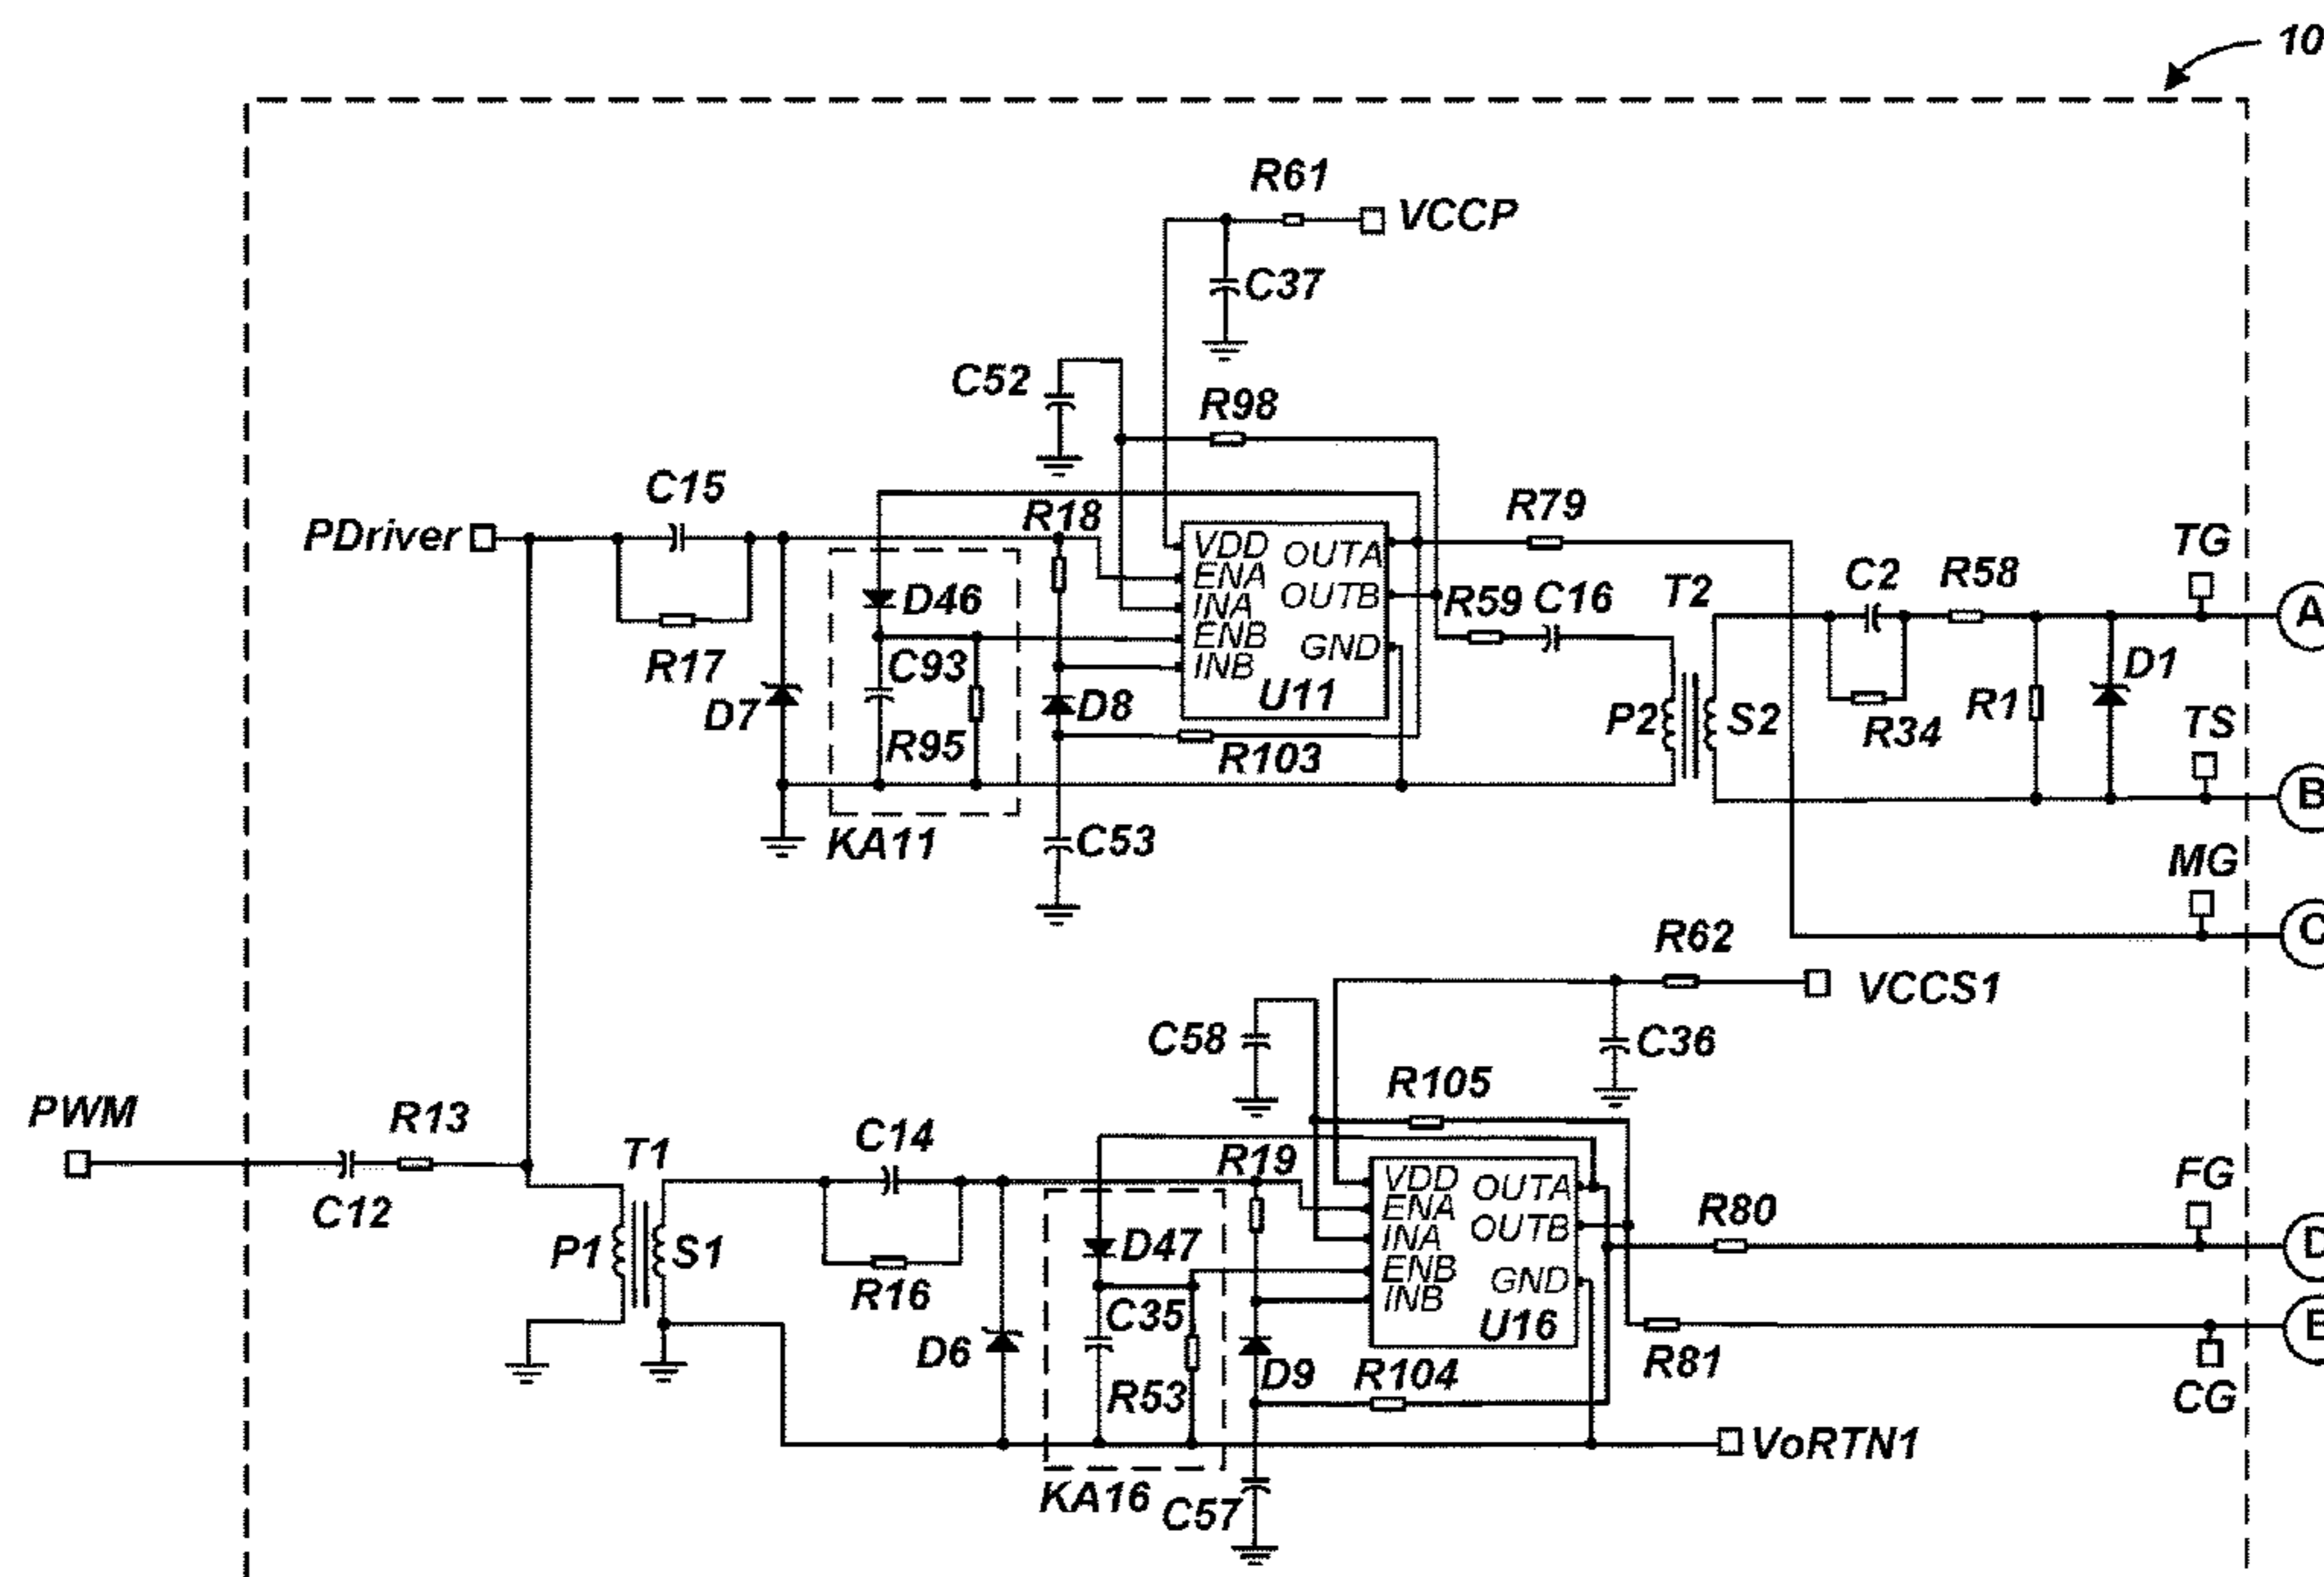 10
R61
VCCP
C37
C52
R98
C15
R18
R79
PDriver
VDD
OUTA
ENA
INA
OUTB
ENB
GND
INB
U11
D46
R59
C16
T2
C2
R58
TG
A
R17
C93
D7
D8
R95
R103
P2
S2
R34
R1
D1
TS
B
KA11
C53
MG
C
R62
VCCS1
C58
C36
R105
PWM
R13
C12
T1
C14
R19
VDD
OUTA
ENA
INA
OUTB
ENB
GND
INB
U16
R80
FG
D
P1
S1
R16
D47
C35
D6
R53
D9
R104
R81
CG
E
KA16
C57
VoRTN1